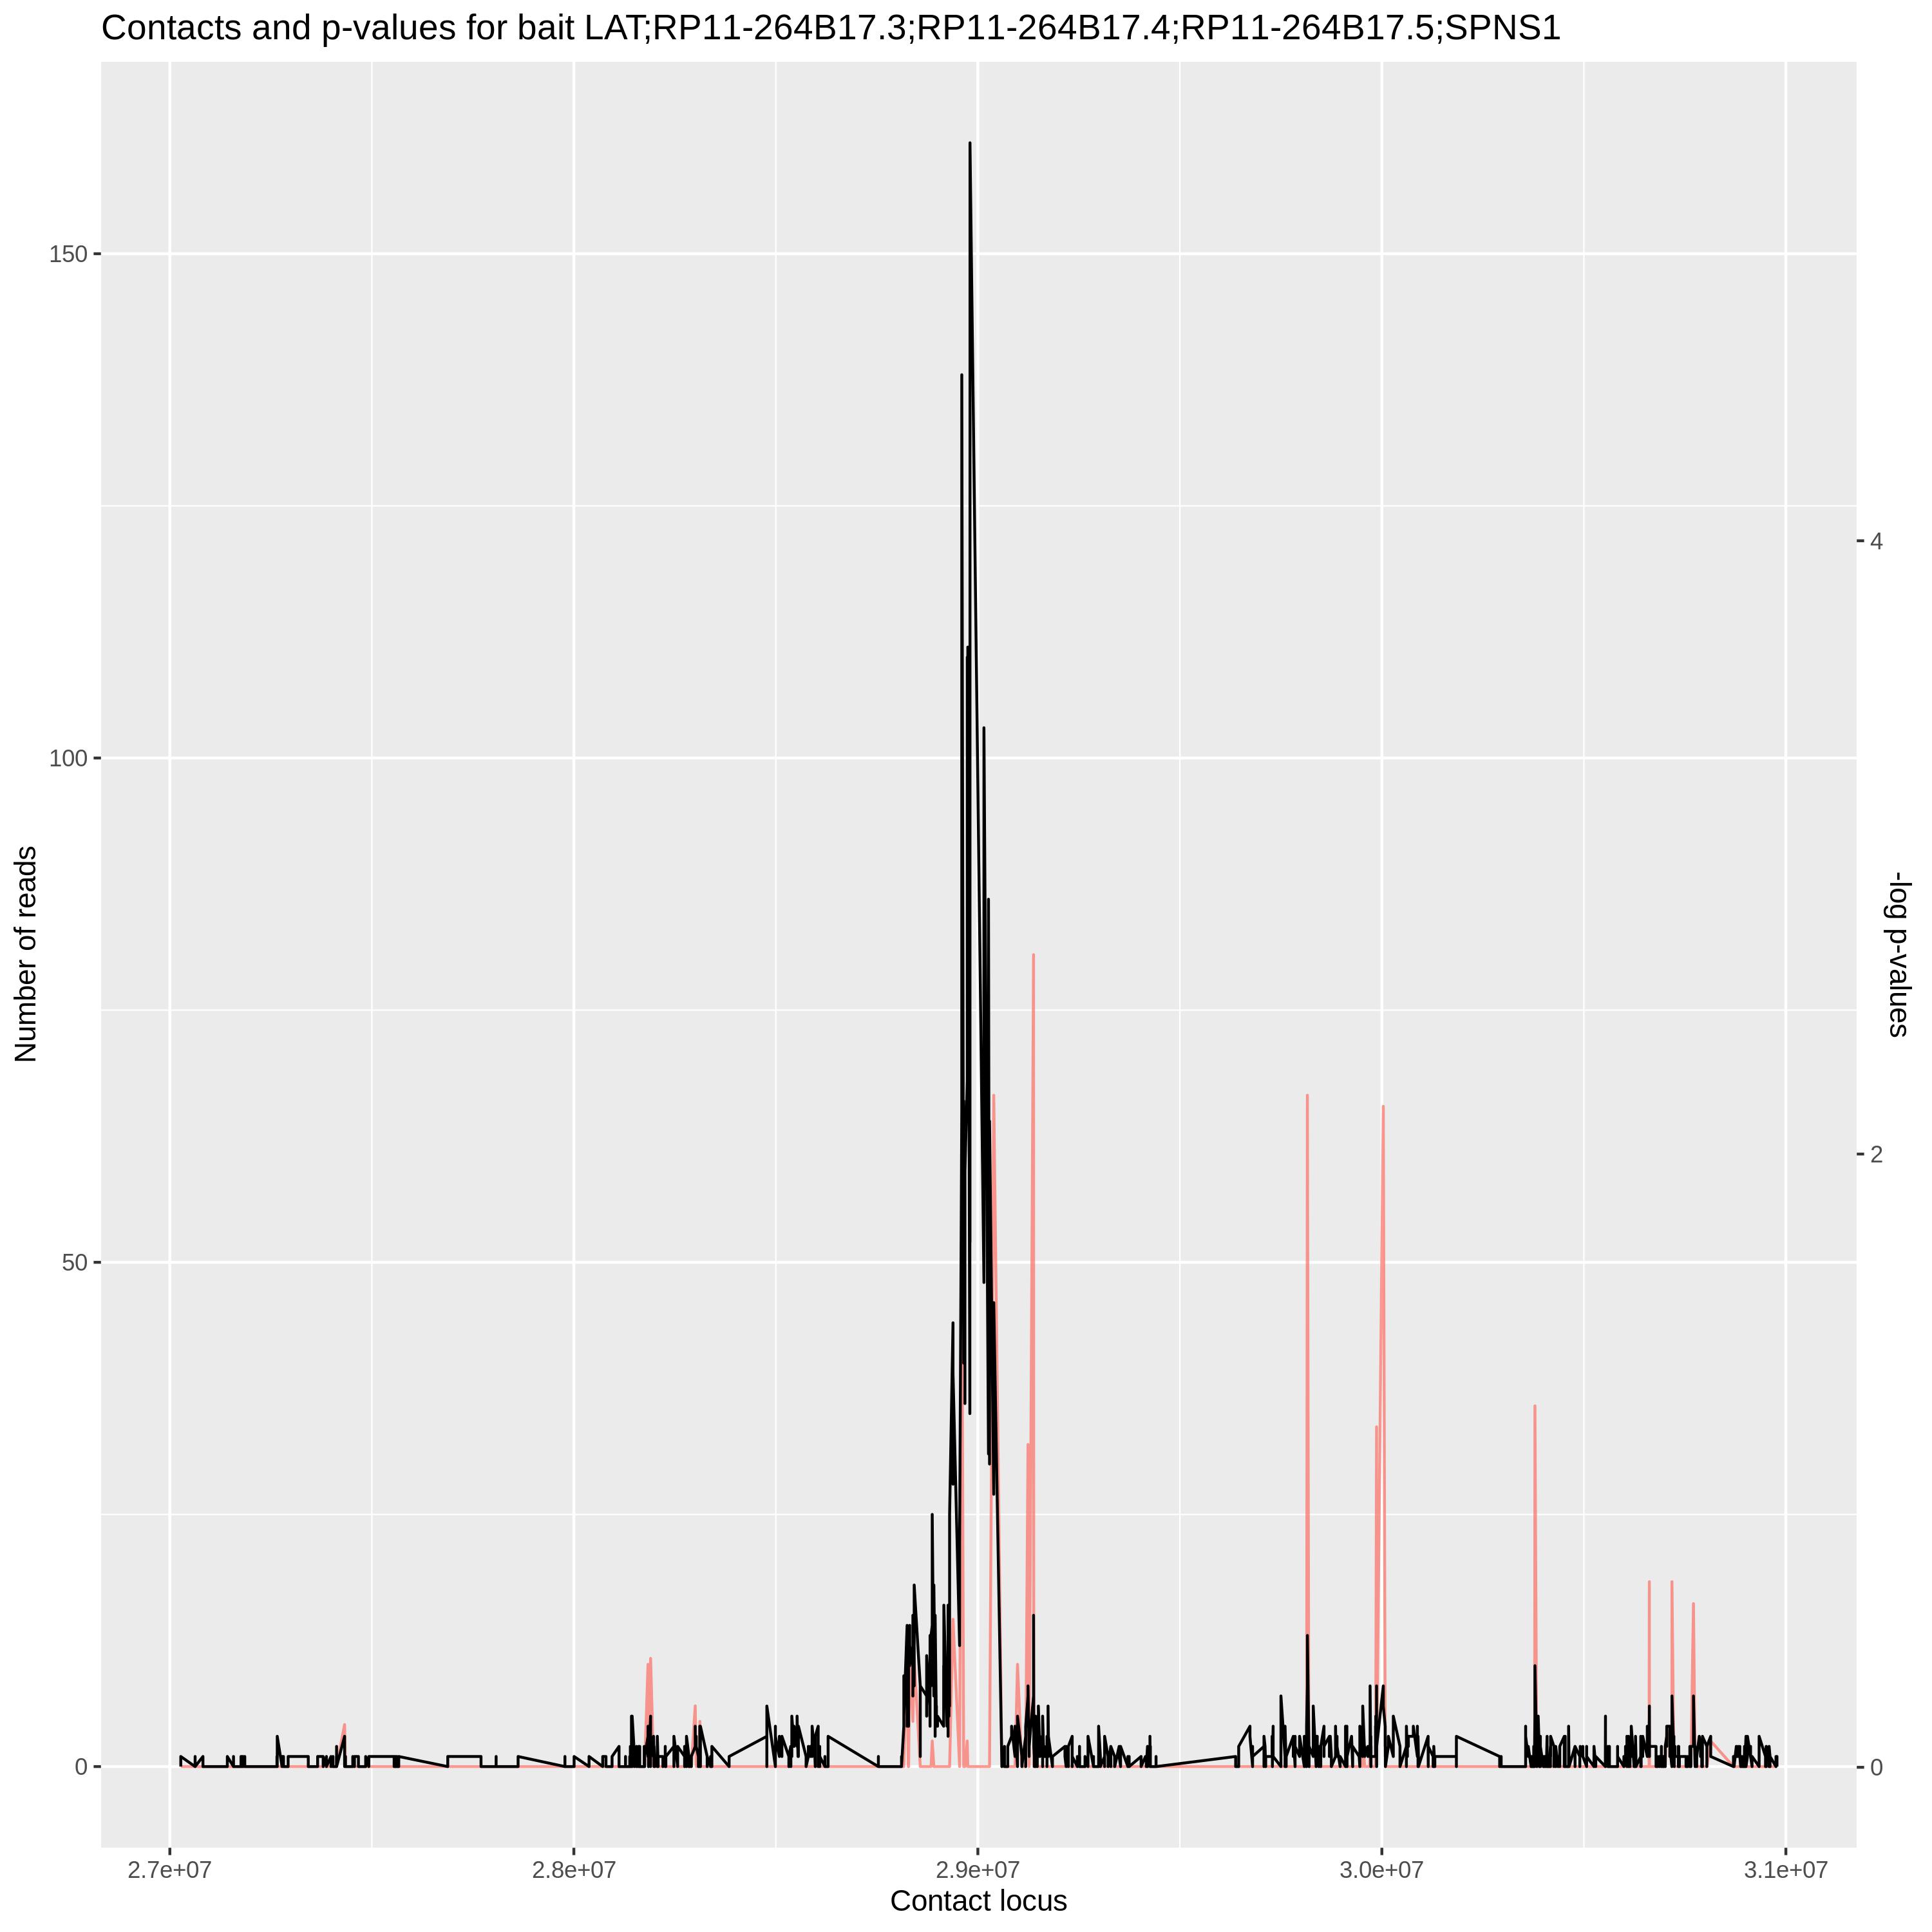 Contacts and p-values for bait LAT;RP11-264B17.3;RP11-264B17.4;RP11-264B17.5;SPNS1
150
100
50
0
Number of reads
4
2
0
-log p-values
2.7e+07
2.8e+07
2.9e+07
3.0e+07
3.1e+07
Contact locus